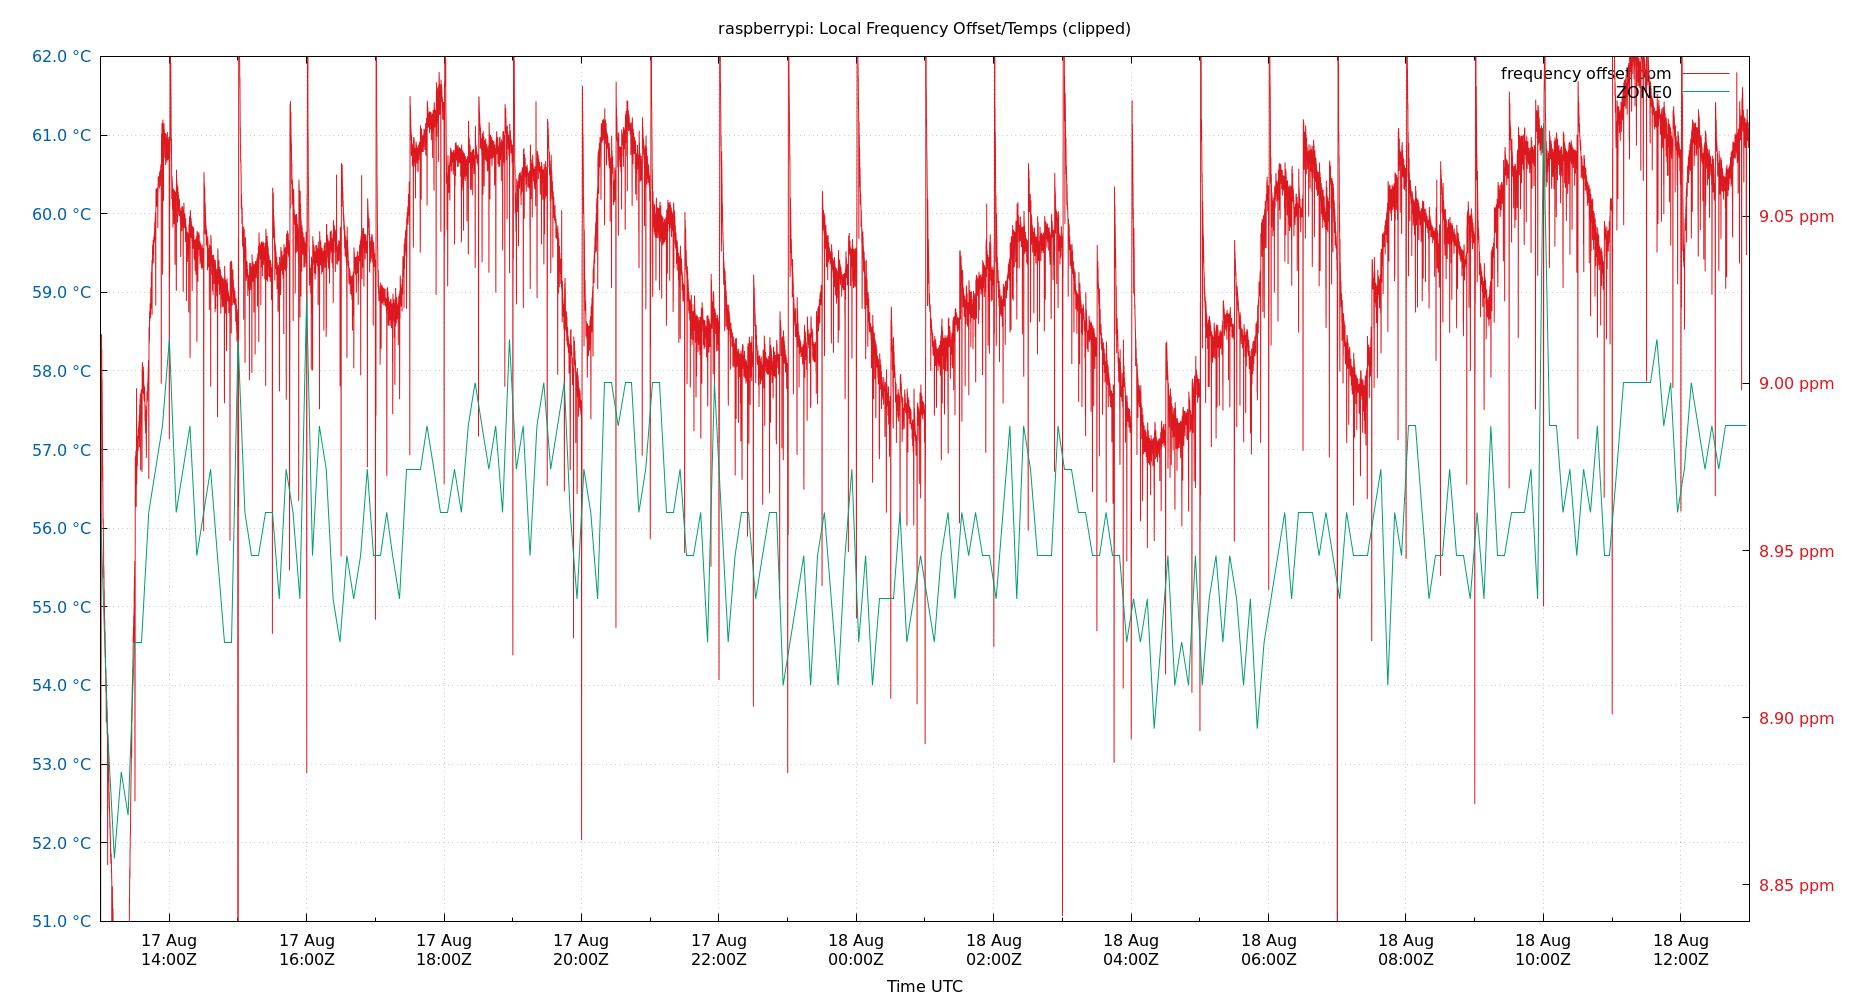 raspberrypi: Local Frequency Offset/Temps (clipped)
frequency offset ppm
ZONE0
62.0 °C
61.0 °C
60.0 °C
59.0 °C
58.0 °C
57.0 °C
56.0 °C
55.0 °C
54.0 °C
53.0 °C
52.0 °C
51.0 °C
9.05 ppm
9.00 ppm
8.95 ppm
8.90 ppm
8.85 ppm
17 Aug 17 Aug 17 Aug 17 Aug 17 Aug 18 Aug 18 Aug 18 Aug 18 Aug 18 Aug 18 Aug 18 Aug
14:00Z 16:00Z 18:00Z 20:00Z 22:00Z 00:00Z 02:00Z 04:00Z 06:00Z 08:00Z 10:00Z 12:00Z
Time UTC